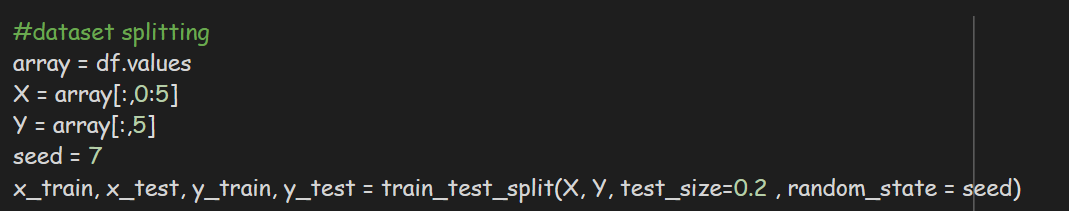 #dataset splitting
array = df.values
X = array[:,0:5]
Y = array[:,5]
seed = 7
x_train, x_test, y_train, y_test = train_test_split(X, Y, test_size=0.2 , random_state = seed)